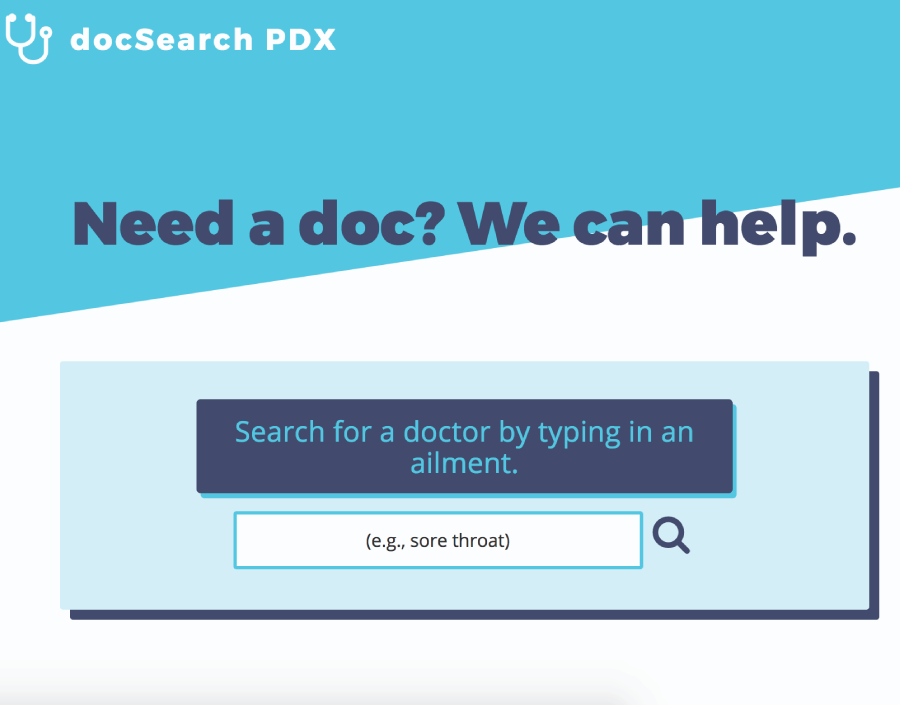 docSearch PDX
Need a doc? We can help.
Search for a doctor by typing in an
ailment.
(e.g., sore throat)